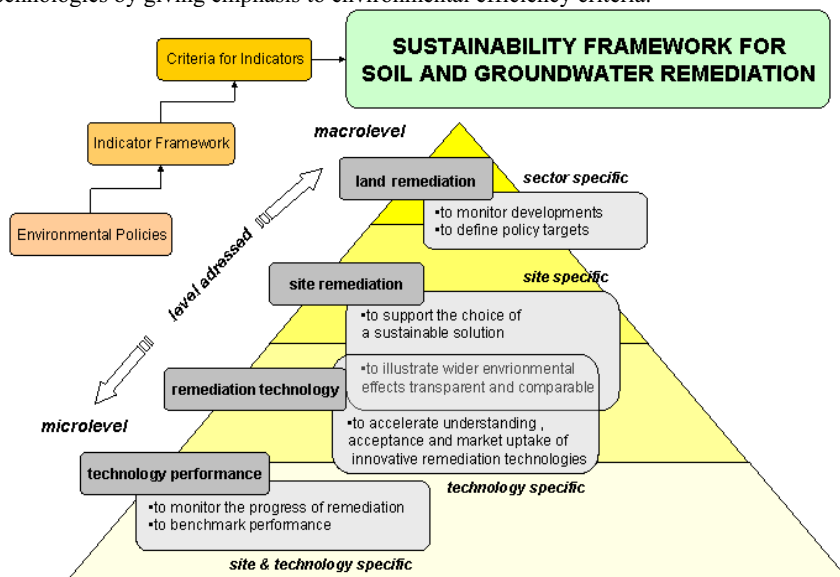 echnologies by giving emphasis to environmental efficiency criteria.
Criteria for Indicators
SUSTAINABILITY FRAMEWORK FOR
SOIL AND GROUNDWATER REMEDIATION
Indicator Framework
Environmental Policies
macrolevel
level adressed
microlevel
land remediation
sector specific
•to monitor developments
•to define policy targets
site remediation
site specific
•to support the choice of
a sustainable solution
remediation technology
•to illustrate wider envrionmental
effects transparent and comparable
•to accelerate understanding ,
acceptance and market uptake of
innovative remediation technologies
technology performance
technology specific
•to monitor the progress of remediation
•to benchmark performance
site & technology specific